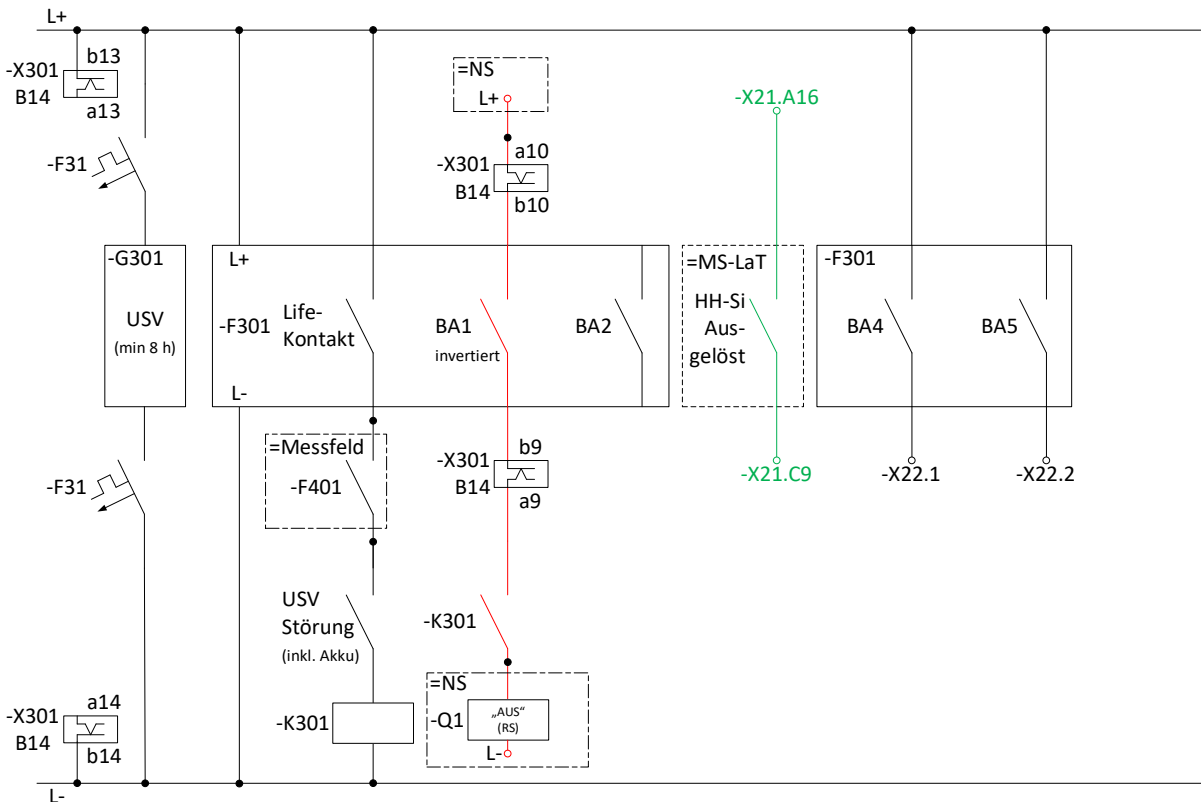 L+
-X301
B14
b13
a13
-F31
-G301
USV
(min 8 h)
-F31
-X301
B14
a14
b14
L-
L+
-F301
L-
Life-
Kontakt
BA1
invertiert
BA2
=Messfeld
-F401
USV
Störung
(inkl. Akku)
-K301
=NS
L+
-X301
B14
a10
b10
-X301
B14
b9
a9
-K301
=NS
-Q1
„AUS“
(RS)
L-
-X21.A16
=MS-LaT
HH-Si
Aus-
gelöst
-X21.C9
-F301
BA4
BA5
-X22.1
-X22.2